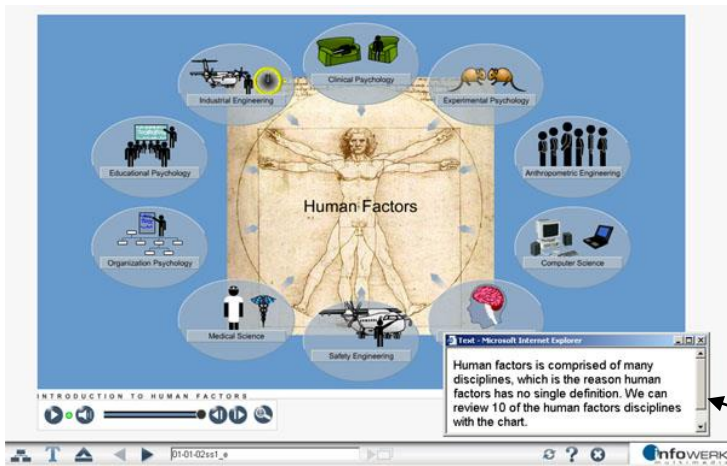 Clinical Psychology
Industrial Engineering
Experimental Psychology
Educational Psychology
Anthropometric Engineering
Human Factors
Organization Psychology
Computer Science
Medical Science
Safety Engineering
Text - Microsoft Internet Explorer
Human factors is comprised of many
disciplines, which is the reason human
factors has no single definition. We can
review 10 of the human factors disciplines
with the chart.
INTRODUCTION TO HUMAN FACTORS
T
01-01-02ss1_e
?
infoWERK
multimedia